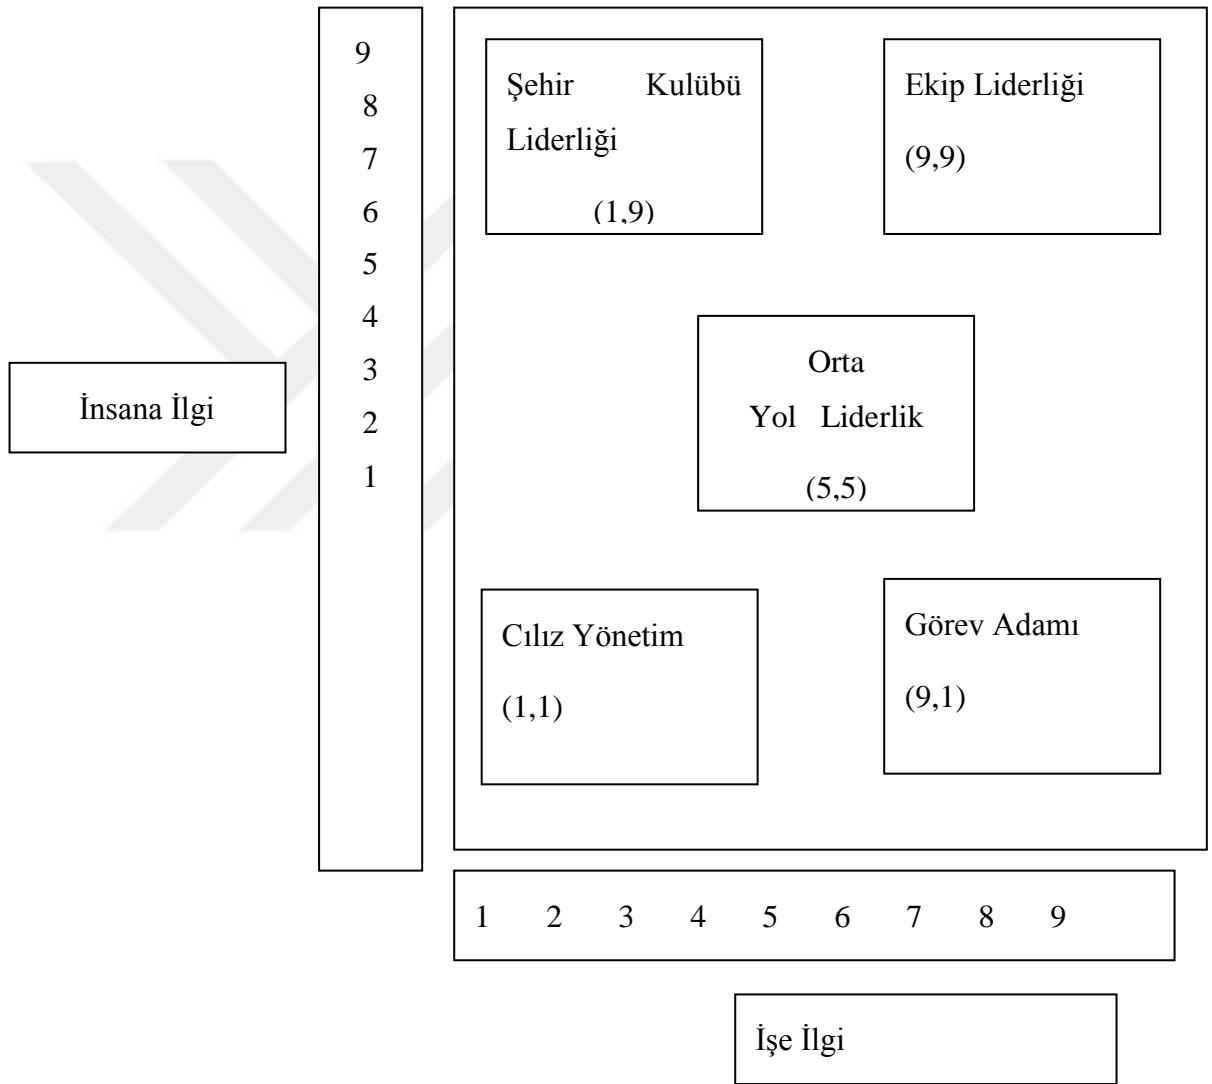 9
8
7
6
5
4
3
2
1
Şehir Kulübü
Liderliği
(1,9)
Ekip Liderliği
(9,9)
İnsana İlgi
Orta
Yol Liderlik
(5,5)
Cılız Yönetim
(1,1)
Görev Adamı
(9,1)
1 2 3 4 5 6 7 8 9
İşe İlgi